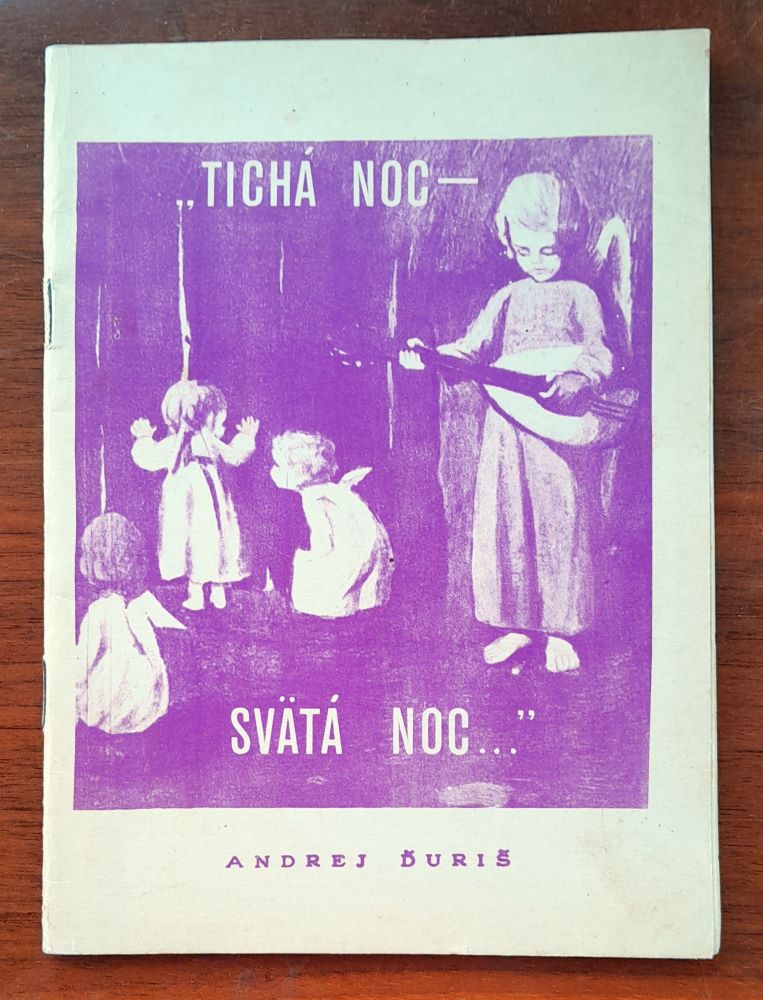 „TICHÁ NOC—
SVÄTÁ NOC..."
ANDREJ ĎURIŠ